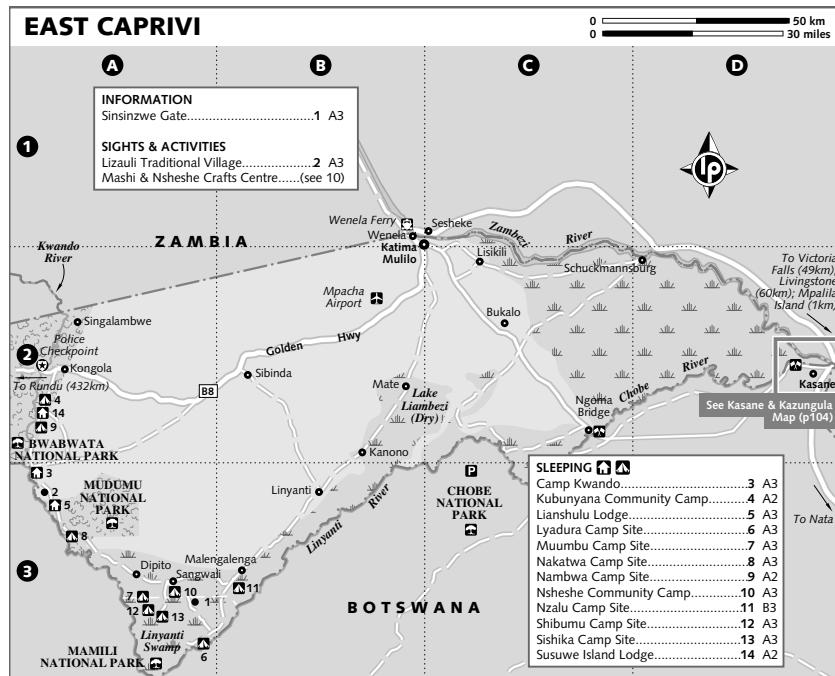 EAST CAPRIVI
0 50 km
0 30 miles
A
B
C
D
INFORMATION
Sinsinzwe Gate..................................1 A3
SIGHTS & ACTIVITIES
Lizauli Traditional Village......................2 A3
Mashi & Nsheshe Crafts Centre......(see 10)
1
lp
Wenela Ferry
Sesheke
Wenela
Katima
Mulilo
Zambezi
River
Lisikili
Schuckmannsburg
ZAMBIA
Kwando
River
To Victoria
Falls (49km);
Livingstone
(60km); Mpalila
Island (1km)
Mpacha
Airport
Singalambwe
Bukalo
Police
Checkpoint
2
Kongola
Golden Hwy
To Rundu (432km)
B8
Sibinda
Mate
Lake
Liambezi
(Dry)
Ngoma
Bridge
Chobe
River
Kasane
See Kasane & Kazungula
Map (p104)
4
14
9
BWABWATA
NATIONAL PARK
Kanono
3
2
5
MUDUMU
NATIONAL
PARK
8
Linyanti
Linyanti
River
P
CHOBE
NATIONAL
PARK
To Nata
SLEEPING
Camp Kwando.......................................3 A3
Kubunyana Community Camp.............4 A2
Lianshulu Lodge....................................5 A3
Lyadura Camp Site................................6 A3
Muumbu Camp Site..............................7 A3
Nakatwa Camp Site..............................8 A3
Nambwa Camp Site..............................9 A2
Nsheshe Community Camp................10 A3
Nzalu Camp Site.................................11 B3
Shibumu Camp Site............................12 A3
Sishika Camp Site...............................13 A3
Susuwe Island Lodge..........................14 A2
3
Dipito
Malengalenga
Sangwali
7
10
1
11
12
13
Linyanti
Swamp
6
MAMILI
NATIONAL PARK
BOTSWANA